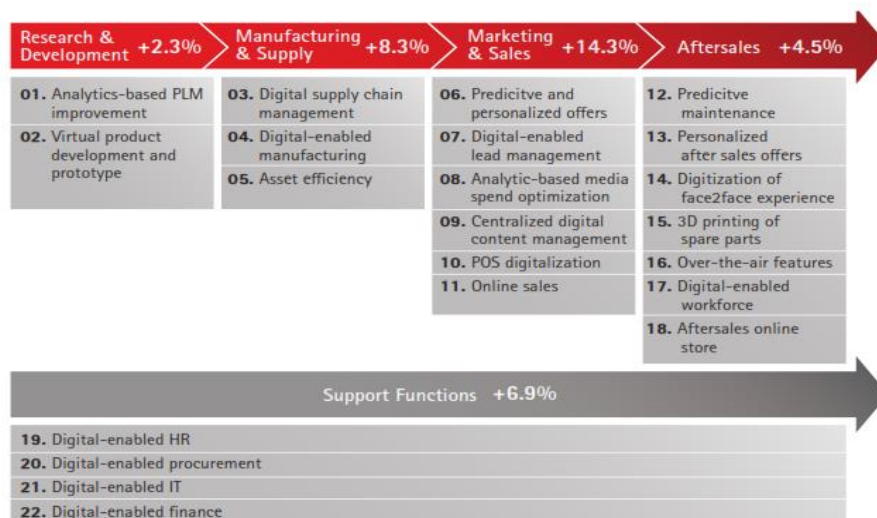 Research &
Development +2.3%
Manufacturing
& Supply +8.3%
Marketing
& Sales +14.3%
Aftersales +4.5%
01. Analytics-based PLM
improvement
02. Virtual product
development and
prototype
03. Digital supply chain
management
04. Digital-enabled
manufacturing
05. Asset efficiency
06. Predicitve and
personalized offers
07. Digital-enabled
lead management
08. Analytic-based media
spend optimization
09. Centralized digital
content management
10. POS digitalization
11. Online sales
12. Predicitve
maintenance
13. Personalized
after sales offers
14. Digitization of
face2face experience
15. 3D printing of
spare parts
16. Over-the-air features
17. Digital-enabled
workforce
18. Aftersales online
store
Support Functions +6.9%
19. Digital-enabled HR
20. Digital-enabled procurement
21. Digital-enabled IT
22. Digital-enabled finance